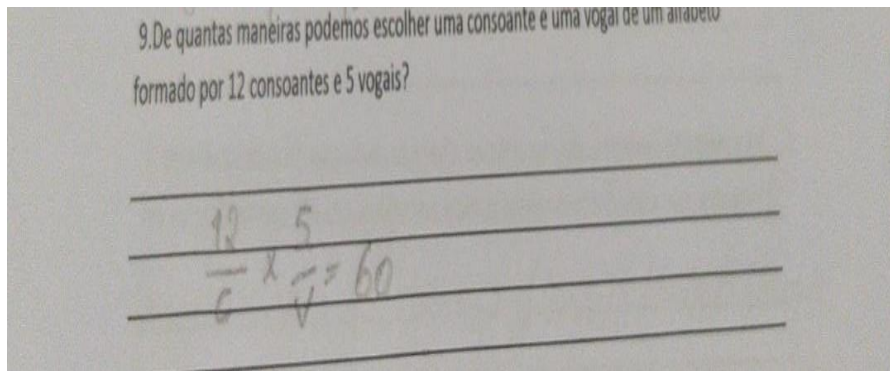 9.De quantas maneiras podemos escolher uma consoante e uma vogal de um alfabeto
formado por 12 consoantes e 5 vogais?
12/C x 5/V = 60